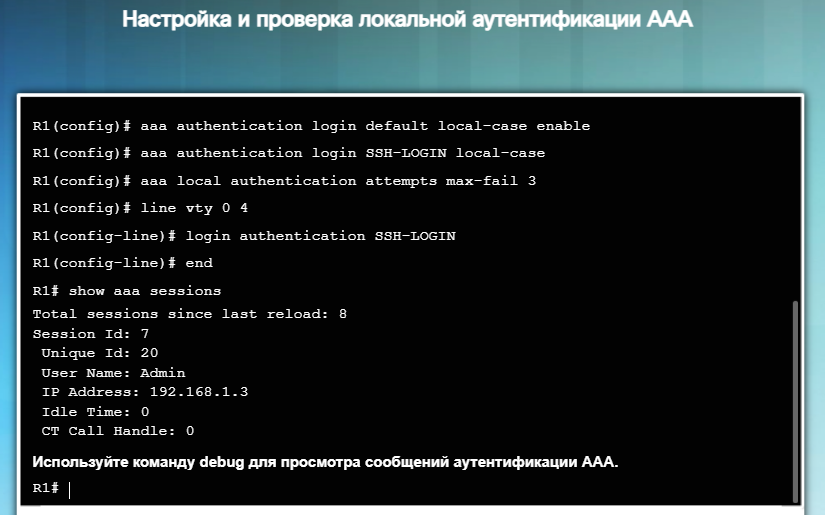 Настройка и проверка локальной аутентификации AAA
R1(config)# aaa authentication login default local-case enable
R1(config)# aaa authentication login SSH-LOGIN local-case
R1(config)# aaa local authentication attempts max-fail 3
R1(config)# line vty 0 4
R1(config-line)# login authentication SSH-LOGIN
R1(config-line)# end
R1# show aaa sessions
Total sessions since last reload: 8
Session Id: 7
Unique Id: 20
User Name: Admin
IP Address: 192.168.1.3
Idle Time: 0
CT Call Handle: 0
Используйте команду debug для просмотра сообщений аутентификации AAA.
R1#